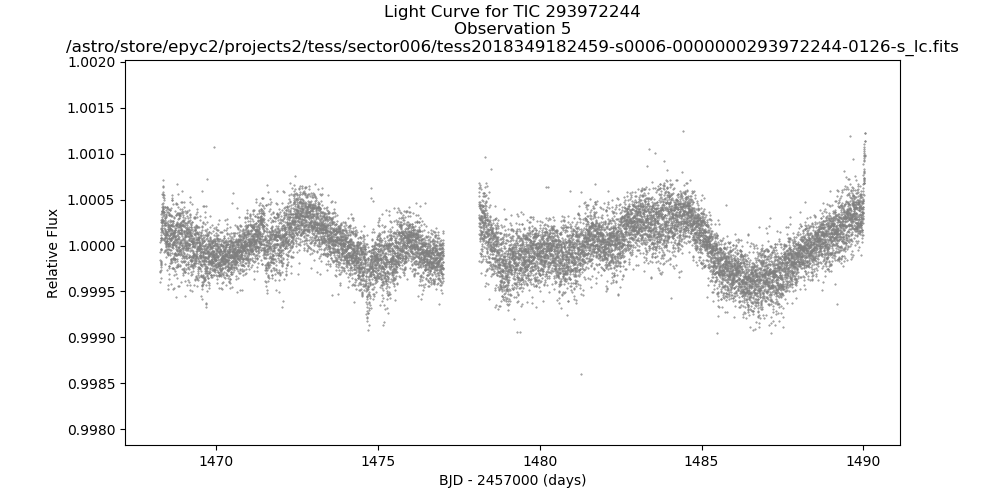 Light Curve for TIC 293972244
Observation 5
/astro/store/epyc2/projects2/tess/sector006/tess2018349182459-s0006-0000000293972244-0126-s_lc.fits
1.0020
1.0015
1.0010
1.0005
1.0000
0.9995
0.9990
0.9985
0.9980
Relative Flux
1470
1475
1480
1485
1490
BJD - 2457000 (days)